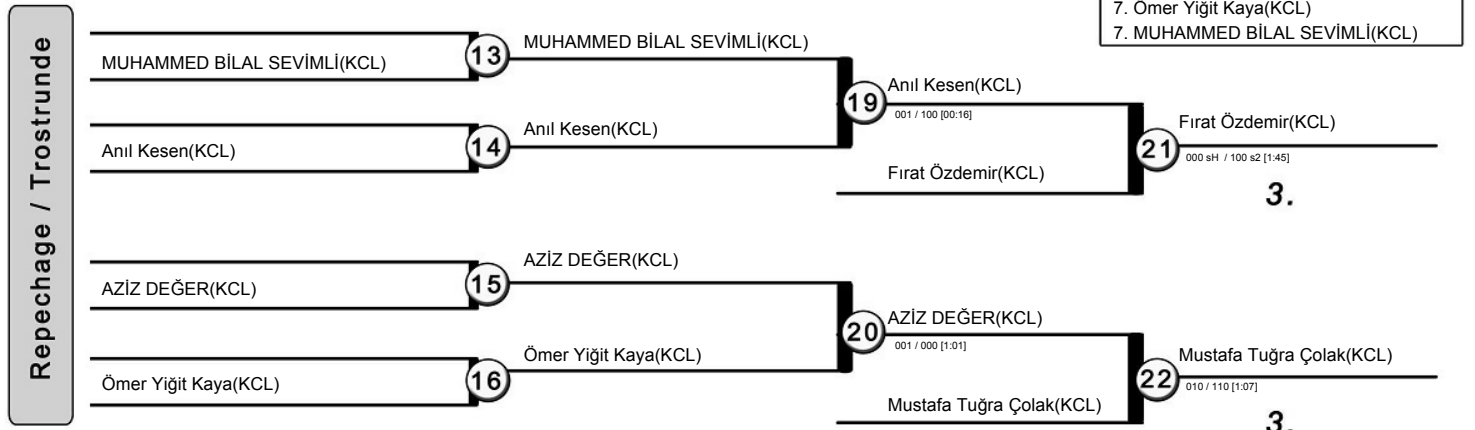 7. Ömer Yiğit Kaya(KCL)
7. MUHAMMED BİLAL SEVİMLİ(KCL)
Repechage / Trostrunde
MUHAMMED BİLAL SEVİMLİ(KCL)
13
MUHAMMED BİLAL SEVİMLİ(KCL)
Anıl Kesen(KCL)
14
Anıl Kesen(KCL)
19
Anıl Kesen(KCL)
001 / 100 [00:16]
Fırat Özdemir(KCL)
21
Fırat Özdemir(KCL)
000 sH / 100 s2 [1:45]
3.
AZİZ DEĞER(KCL)
15
AZİZ DEĞER(KCL)
Ömer Yiğit Kaya(KCL)
16
Ömer Yiğit Kaya(KCL)
20
AZİZ DEĞER(KCL)
001 / 000 [1:01]
Mustafa Tuğra Çolak(KCL)
22
Mustafa Tuğra Çolak(KCL)
010 / 110 [1:07]
3.